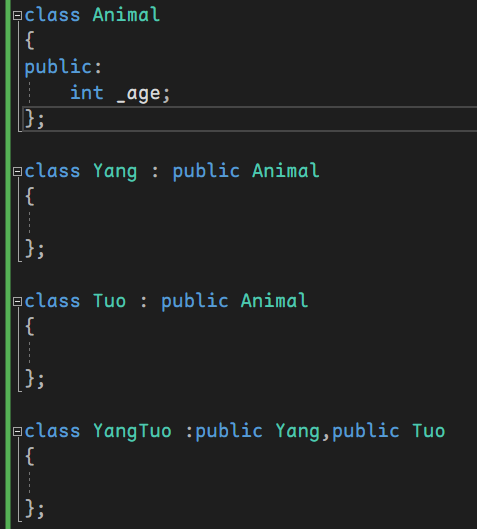 class Animal
{
public:
    int _age;
};
class Yang : public Animal
{
};
class Tuo : public Animal
{
};
class YangTuo :public Yang,public Tuo
{
};